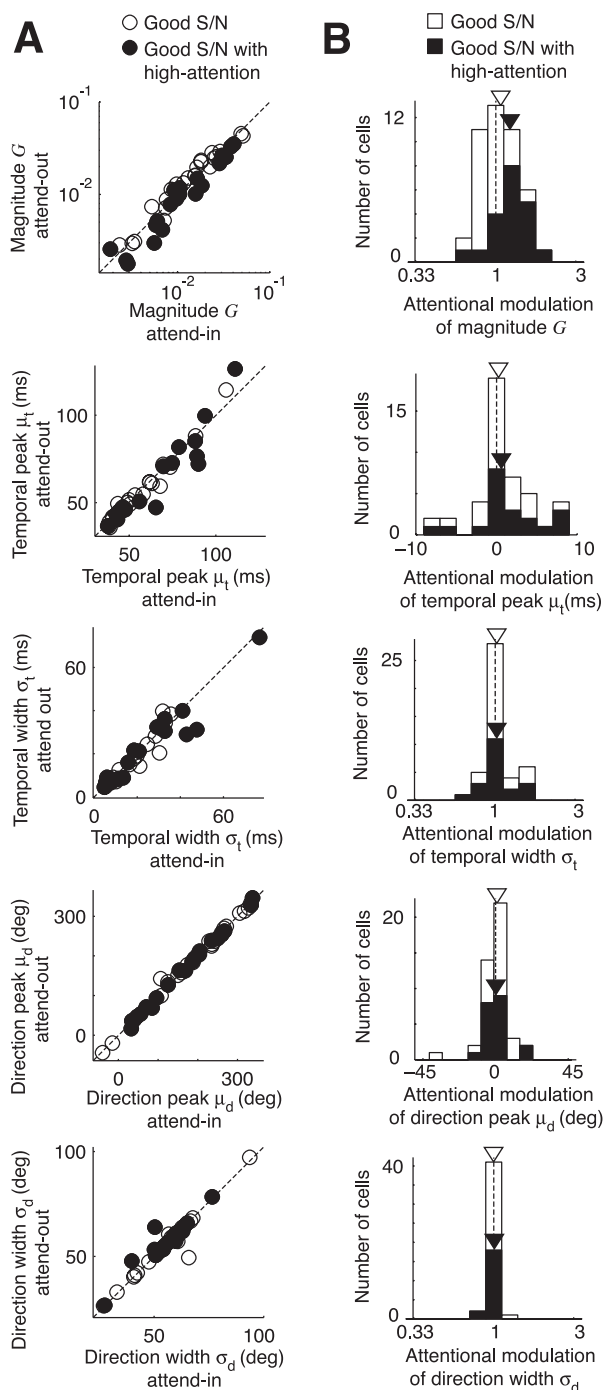 A
Good S/N
Good S/N with
high-attention
B
Good S/N
Good S/N with
high-attention
10⁻¹
10⁻²
Magnitude G
attend-out
10⁻²
10⁻¹
Magnitude G
attend-in
12
0
Number of cells
0.33
1
3
Attentional modulation
of magnitude G
100
50
Temporal peak μt (ms)
attend-out
50
100
Temporal peak μt (ms)
attend-in
15
0
Number of cells
−10
0
10
Attentional modulation
of temporal peak μt(ms)
60
0
Temporal width σt (ms)
attend out
0
60
Temporal width σt (ms)
attend-in
25
0
Number of cells
0.33
1
3
Attentional modulation
of temporal width σt
300
0
Direction peak μd (deg)
attend-out
0
300
Direction peak μd (deg)
attend-in
20
0
Number of cells
−45
0
45
Attentional modulation
of direction peak μd (deg)
100
50
Direction width σd (deg)
attend-out
50
100
Direction width σd (deg)
attend-in
40
0
Number of cells
0.33
1
3
Attentional modulation
of direction width σd